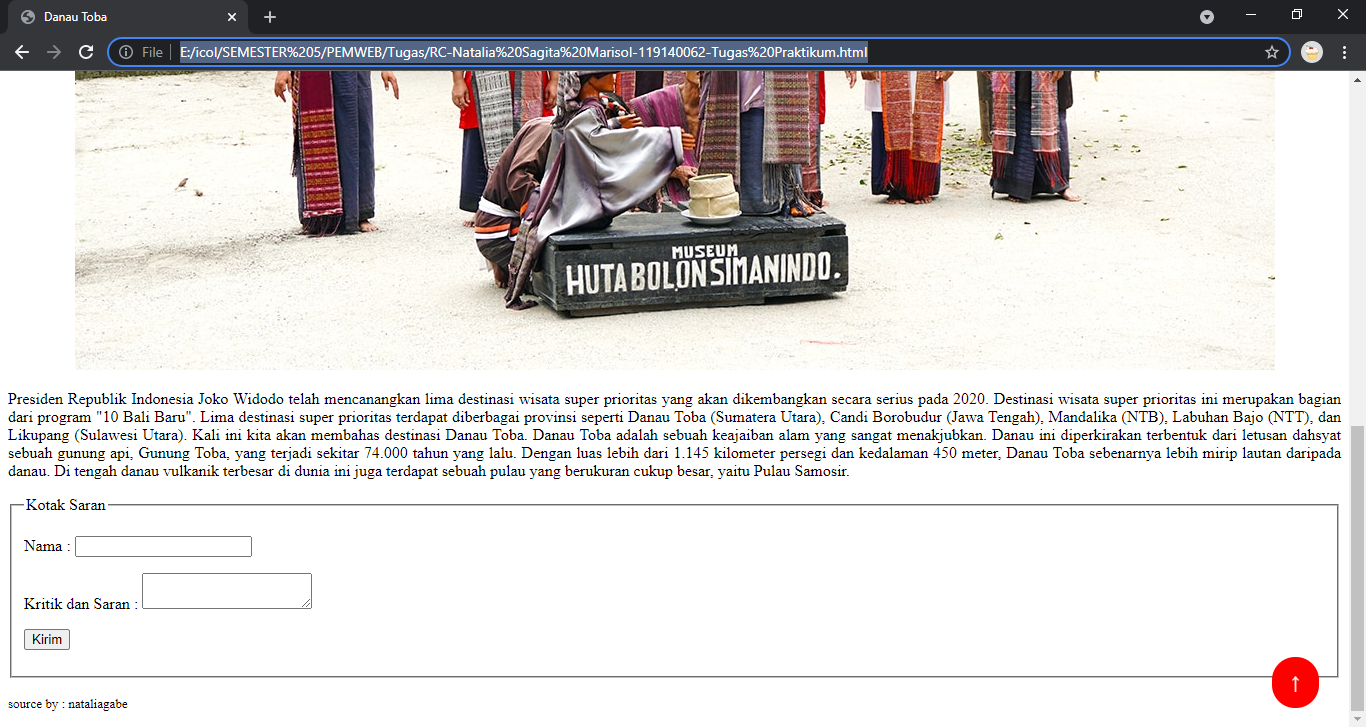 Danau Toba
File
E:/icol/SEMESTER%205/PEMWEB/Tugas/RC-Natalia%20Sagita%20Marisol-119140062-Tugas%20Praktikum.html
MUSEUM
HUTABOLON SIMANINDO.
Presiden Republik Indonesia Joko Widodo telah mencanangkan lima destinasi wisata super prioritas yang akan dikembangkan secara serius pada 2020. Destinasi wisata super prioritas ini merupakan bagian
dari program "10 Bali Baru". Lima destinasi super prioritas terdapat diberbagai provinsi seperti Danau Toba (Sumatera Utara), Candi Borobudur (Jawa Tengah), Mandalika (NTB), Labuhan Bajo (NTT), dan
Likupang (Sulawesi Utara). Kali ini kita akan membahas destinasi Danau Toba. Danau Toba adalah sebuah keajaiban alam yang sangat menakjubkan. Danau ini diperkirakan terbentuk dari letusan dahsyat
sebuah gunung api, Gunung Toba, yang terjadi sekitar 74.000 tahun yang lalu. Dengan luas lebih dari 1.145 kilometer persegi dan kedalaman 450 meter, Danau Toba sebenarnya lebih mirip lautan daripada
danau. Di tengah danau vulkanik terbesar di dunia ini juga terdapat sebuah pulau yang berukuran cukup besar, yaitu Pulau Samosir.
Kotak Saran
Nama :
Kritik dan Saran :
Kirim
↑
source by : nataliagabe